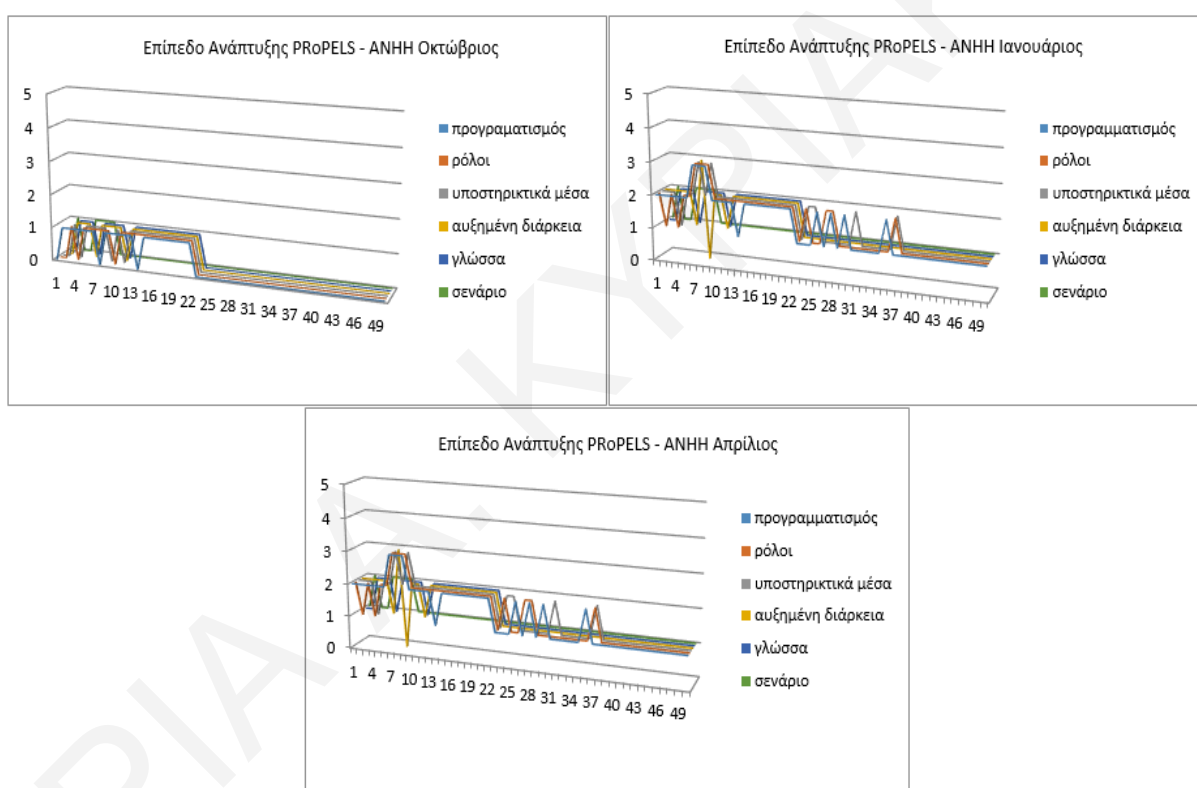 Επίπεδο Ανάπτυξης PRoPELS - ΑΝΗΗ Οκτώβριος
5
4
3
2
1
0
1 4 7 10 13 16 19 22 25 28 31 34 37 40 43 46 49
προγραματισμός
ρόλοι
υποστηρικτικά μέσα
αυξημένη διάρκεια
γλώσσα
σενάριο
Επίπεδο Ανάπτυξης PRoPELS - ΑΝΗΗ Ιανουάριος
5
4
3
2
1
0
1 4 7 10 13 16 19 22 25 28 31 34 37 40 43 46 49
προγραμματισμός
ρόλοι
υποστηρικτικά μέσα
αυξημένη διάρκεια
γλώσσα
σενάριο
Επίπεδο Ανάπτυξης PRoPELS - ΑΝΗΗ Απρίλιος
5
4
3
2
1
0
1 4 7 10 13 16 19 22 25 28 31 34 37 40 43 46 49
προγραμματισμός
ρόλοι
υποστηρικτικά μέσα
αυξημένη διάρκεια
γλώσσα
σενάριο